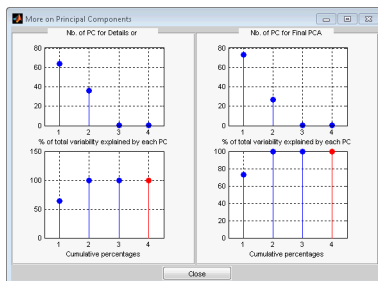 More on Principal Components
Nb. of PC for Details or
80
60
40
20
0
1 2 3 4
% of total variability explained by each PC
150
100
50
0
1 2 3 4
Cumulative percentages
Nb. of PC for Final PCA
80
60
40
20
0
1 2 3 4
% of total variability explained by each PC
100
80
60
40
20
0
1 2 3 4
Cumulative percentages
Close